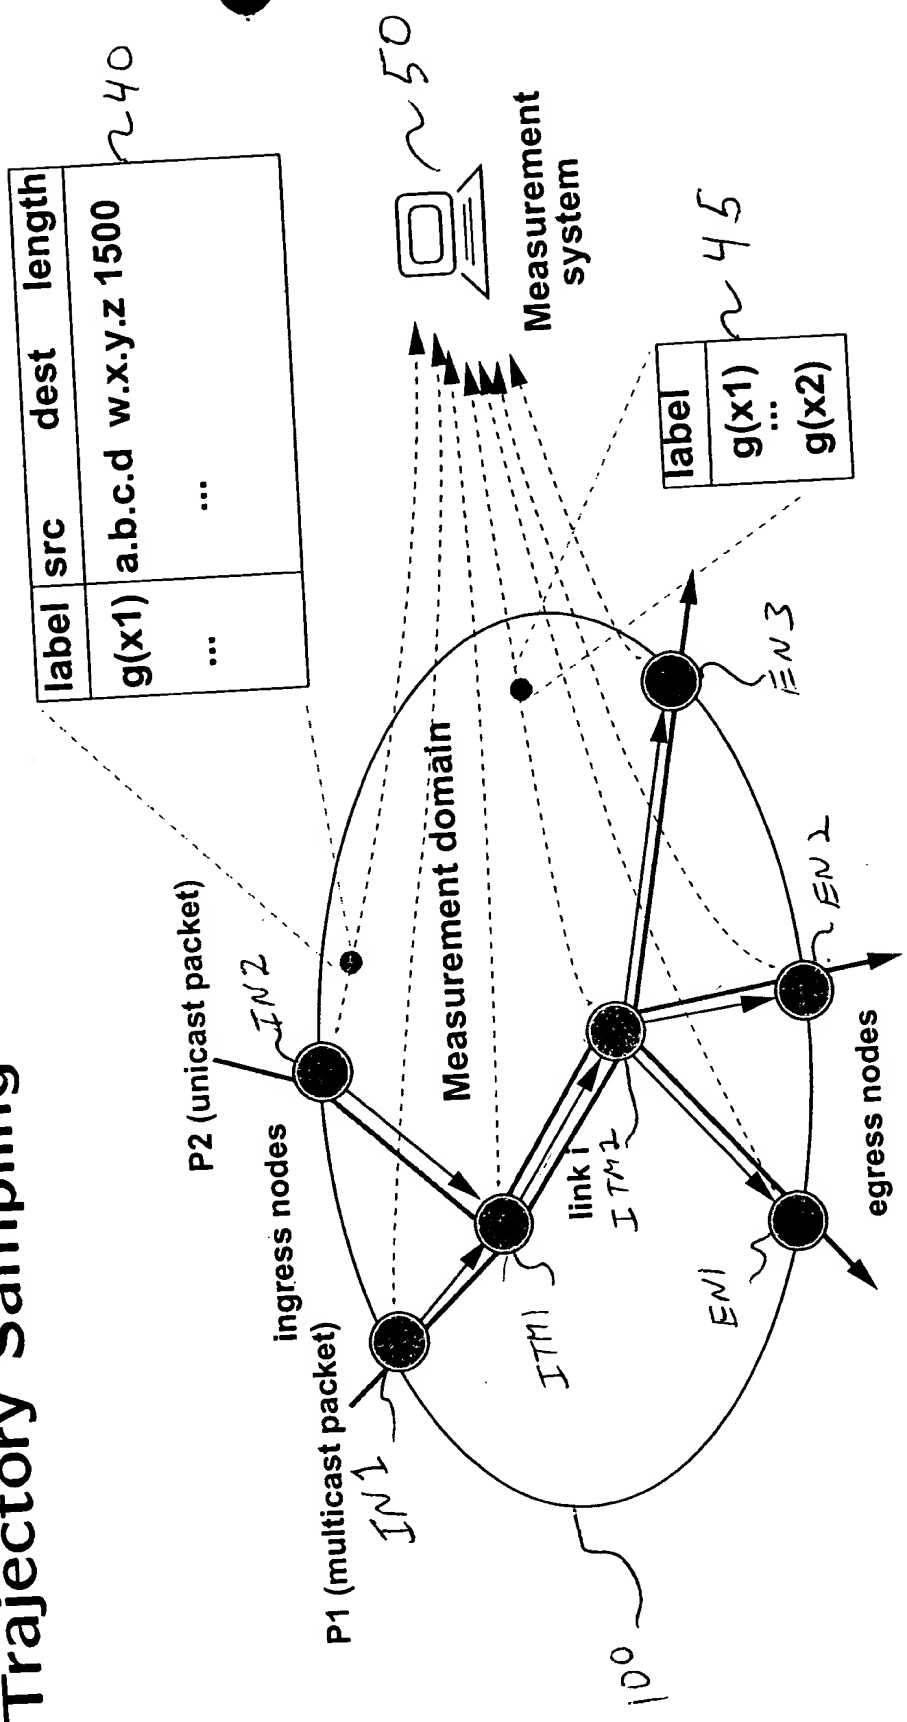 Trajectory Sampling
label src dest length
g(x1) a.b.c.d w.x.y.z 1500
... ...
~40
P2 (unicast packet)
IN2
ingress nodes
P1 (multicast packet)
IN1
Measurement domain
~50
Measurement
system
ITM1
link i
ITM2
label
g(x1)
...
g(x2)
~45
EN1
EN2
EN3
egress nodes
100